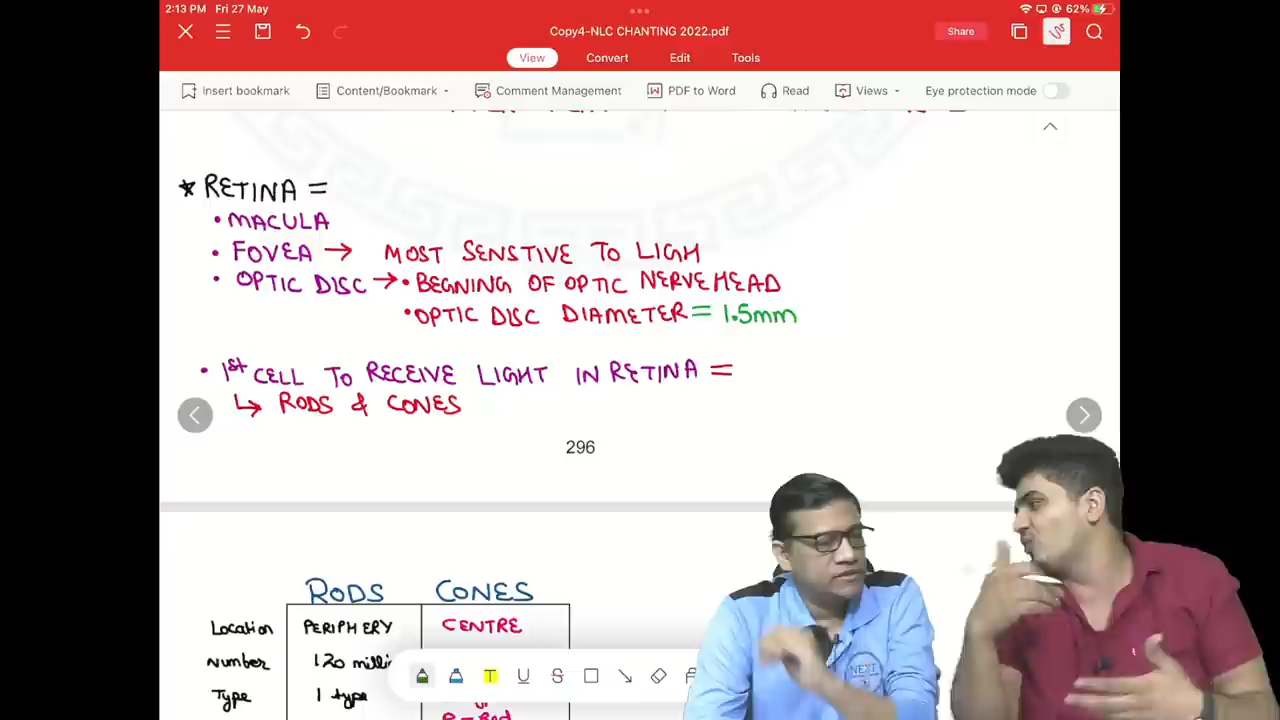 2:13 PM Fri 27 May
62%
Copy4-NLC CHANTING 2022.pdf
Share
View Convert Edit Tools
Insert bookmark Content/Bookmark Comment Management PDF to Word Read Views Eye protection mode
* RETINA =
• MACULA
• FOVEA → MOST SENSTIVE TO LIGH
• OPTIC DISC → • BEGNING OF OPTIC NERVE HEAD
• OPTIC DISC DIAMETER = 1.5mm
• 1st CELL TO RECEIVE LIGHT IN RETINA =
↳ RODS & CONES
296
RODS CONES
Location PERIPHERY CENTRE
Number 120 milli
Type 1 type
T U S
NEXT